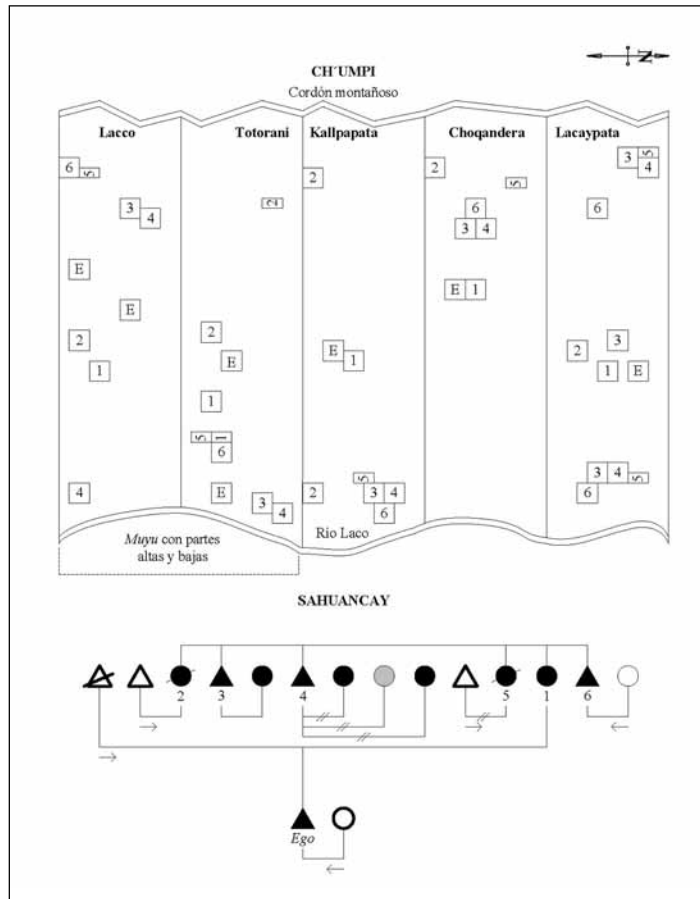 N
CH'UMPI
Cordón montañoso
Lacco Totorani Kallpapata Choqandera Lacaypata
6 5 3 4 E E 2 1 4
2 2 E 1 5 1 6 E 3 4
2 E 1 2 5 3 4 6
2 5 6 3 4 E 1
3 5 4 6 3 2 1 E 3 4 5 6
Río Laco
Muyu con partes
altas y bajas
SAHUANCAY
2 3 4 5 1 6
Ego